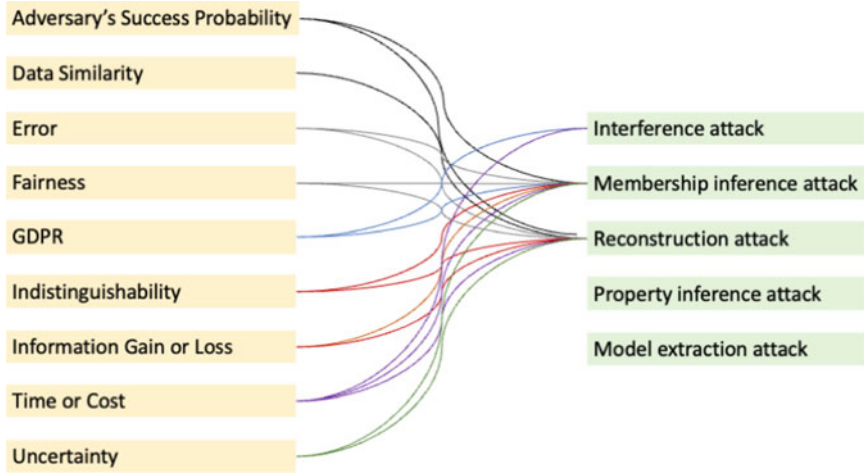 Adversary's Success Probability
Data Similarity
Error
Fairness
GDPR
Indistinguishability
Information Gain or Loss
Time or Cost
Uncertainty
Interference attack
Membership inference attack
Reconstruction attack
Property inference attack
Model extraction attack